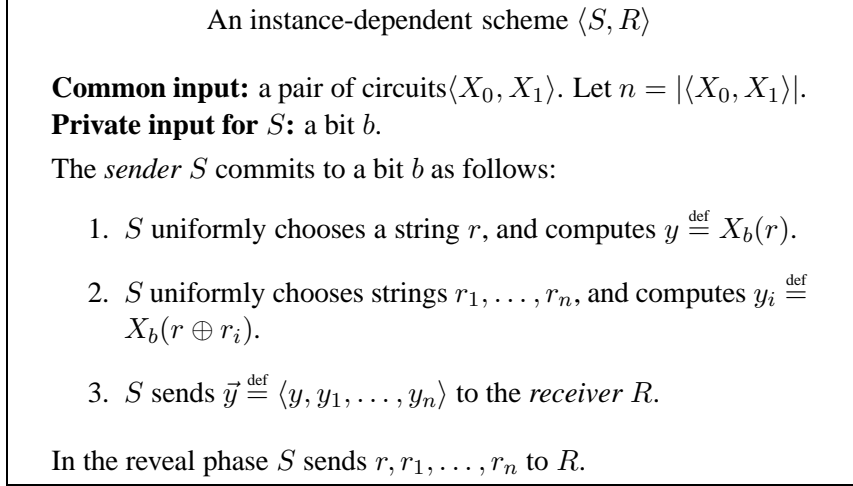 An instance-dependent scheme ⟨S, R⟩
Common input: a pair of circuits⟨X₀, X₁⟩. Let n = |⟨X₀, X₁⟩|.
Private input for S: a bit b.
The sender S commits to a bit b as follows:
1. S uniformly chooses a string r, and computes y ≝ X_b(r).
2. S uniformly chooses strings r₁, . . . , rₙ, and computes yᵢ ≝
X_b(r ⊕ rᵢ).
3. S sends y⃗ ≝ ⟨y, y₁, . . . , yₙ⟩ to the receiver R.
In the reveal phase S sends r, r₁, . . . , rₙ to R.